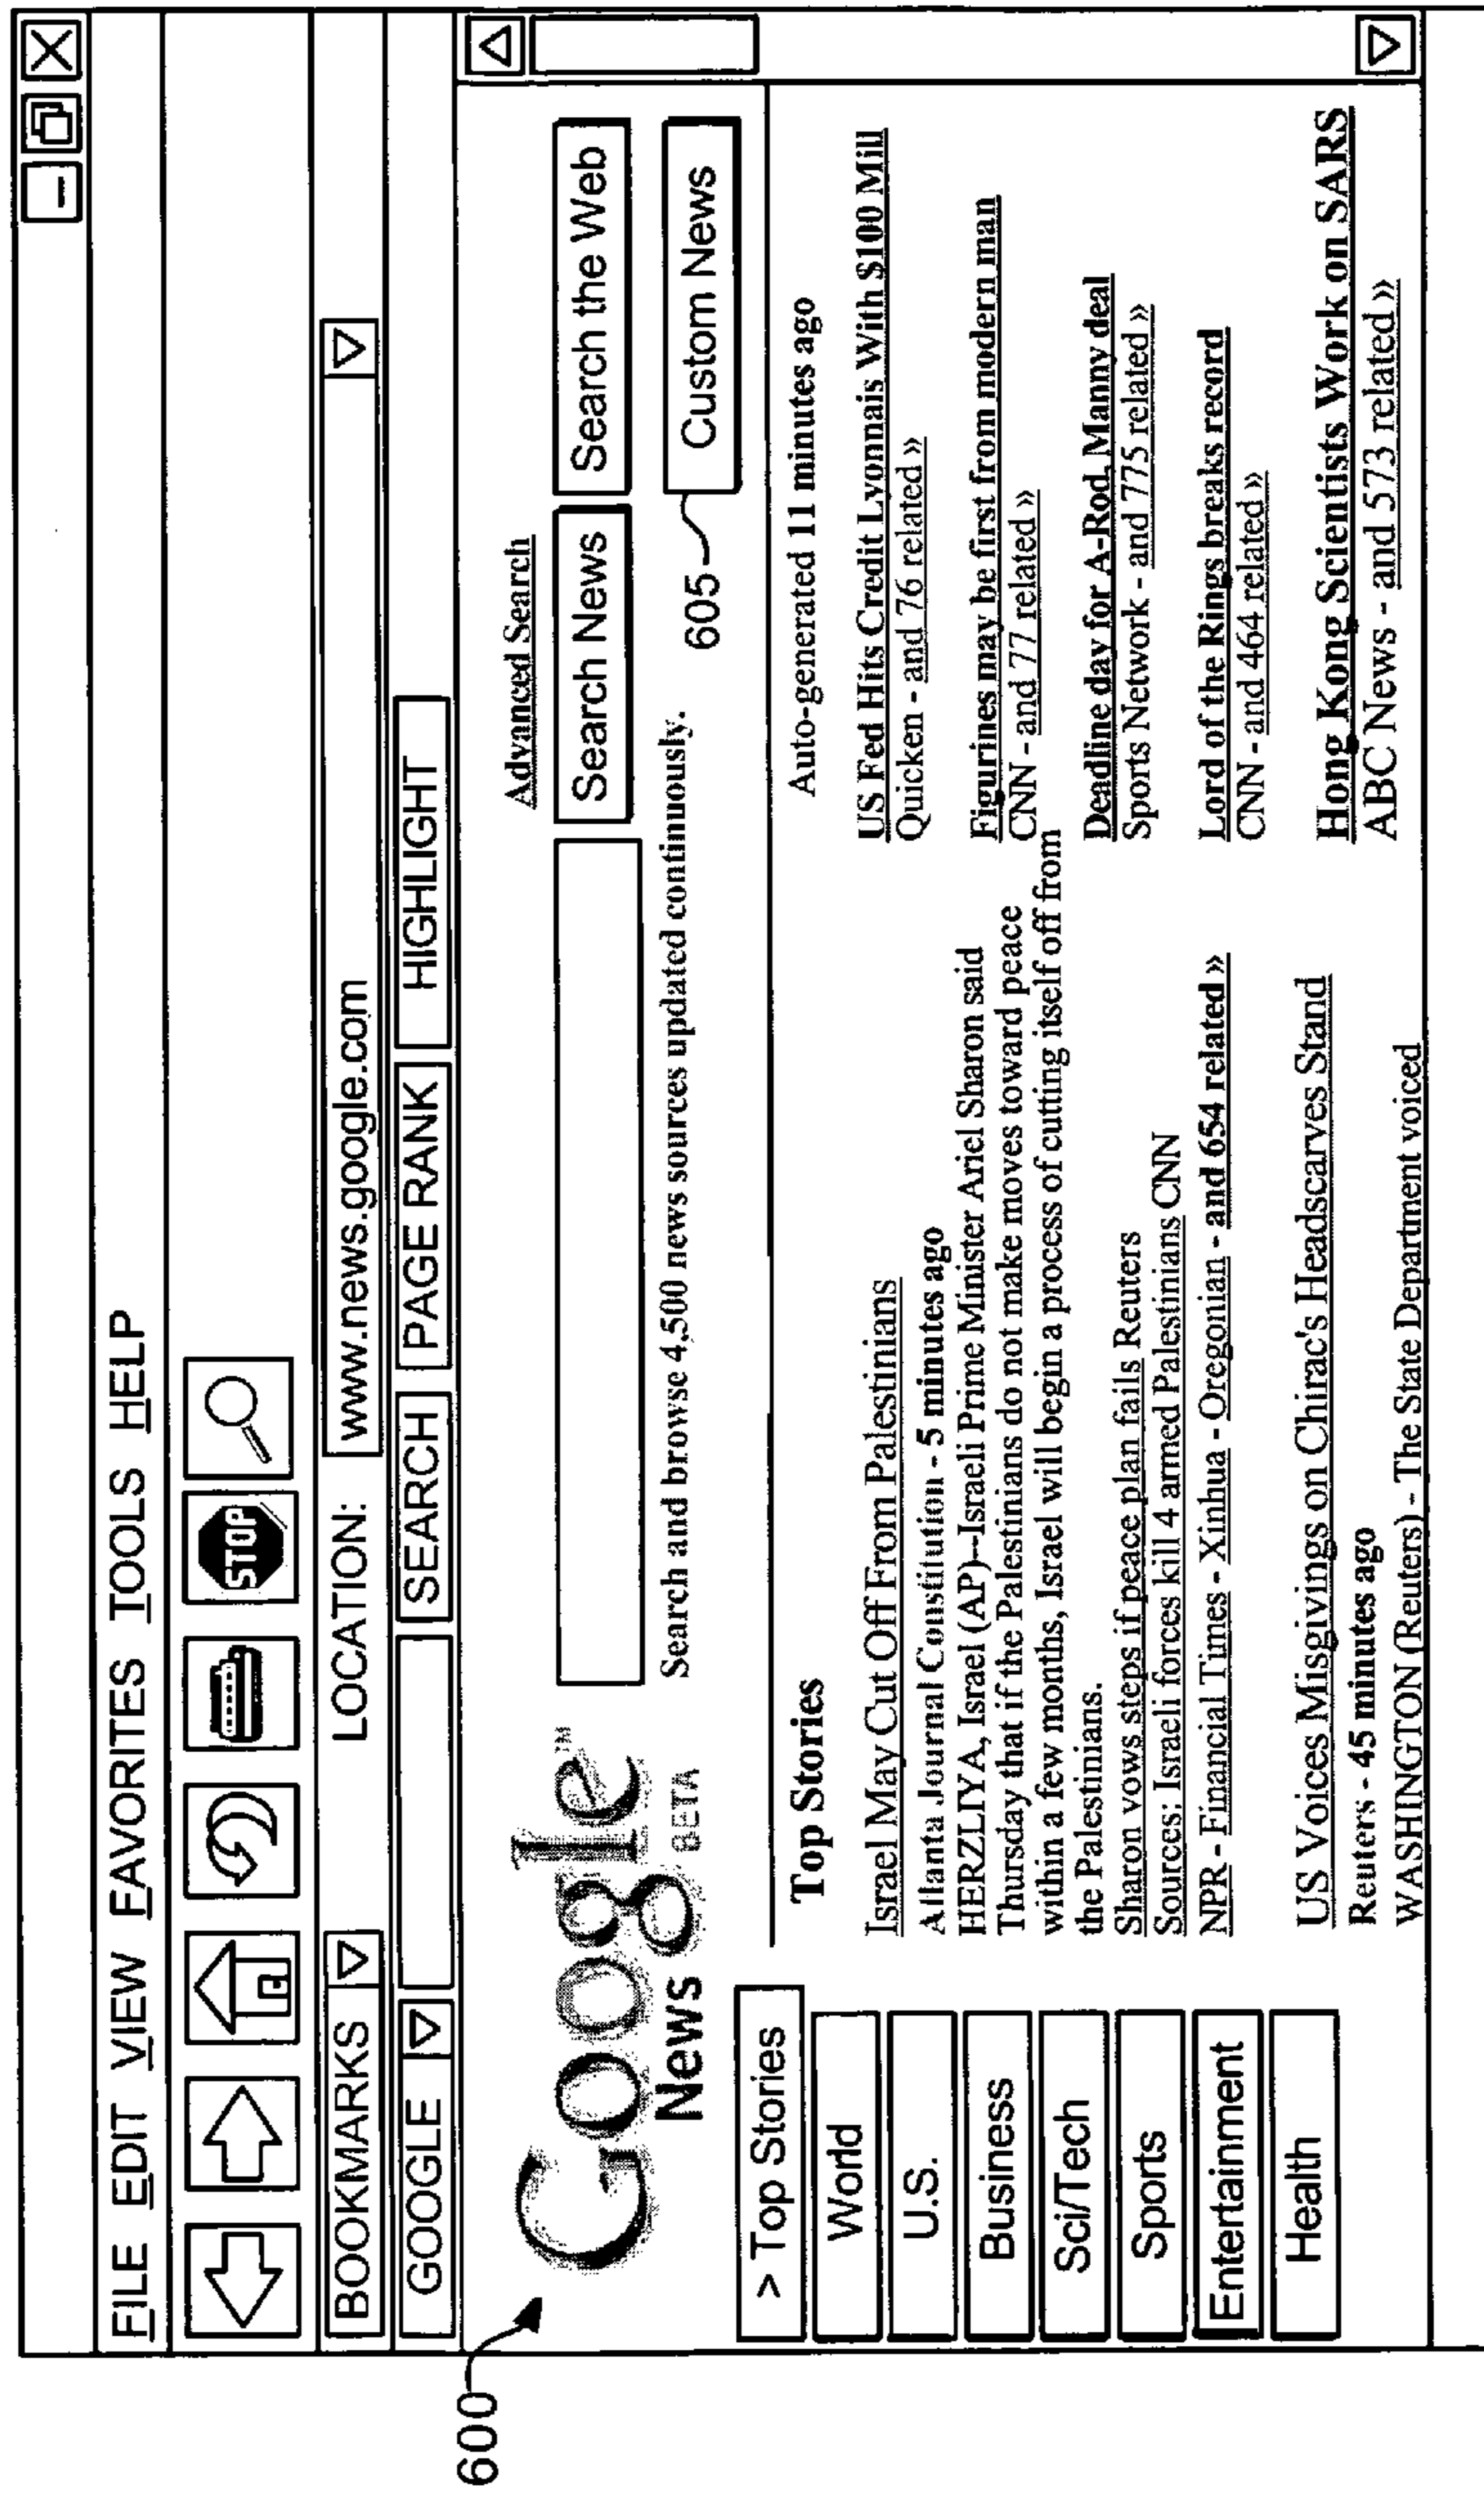 FILE EDIT VIEW FAVORITES TOOLS HELP
STOP
BOOKMARKS LOCATION: www.news.google.com
GOOGLE SEARCH PAGE RANK HIGHLIGHT
600
Google™
News BETA
Advanced Search
Search News Search the Web
Search and browse 4,500 news sources updated continuously.
605
Custom News
> Top Stories
World
U.S.
Business
Sci/Tech
Sports
Entertainment
Health
Top Stories
Auto-generated 11 minutes ago
Israel May Cut Off From Palestinians
Atlanta Journal Constitution - 5 minutes ago
HERZLIYA, Israel (AP)--Israeli Prime Minister Ariel Sharon said
Thursday that if the Palestinians do not make moves toward peace
within a few months, Israel will begin a process of cutting itself off from
the Palestinians.
Sharon vows steps if peace plan fails Reuters
Sources: Israeli forces kill 4 armed Palestinians CNN
NPR - Financial Times - Xinhua - Oregonian - and 654 related »
US Voices Misgivings on Chirac's Headscarves Stand
Reuters - 45 minutes ago
WASHINGTON (Reuters) - The State Department voiced
US Fed Hits Credit Lyonnais With $100 Mill
Quicken - and 76 related »
Figurines may be first from modern man
CNN - and 77 related »
Deadline day for A-Rod, Manny deal
Sports Network - and 775 related »
Lord of the Rings breaks record
CNN - and 464 related »
Hong Kong Scientists Work on SARS
ABC News - and 573 related »